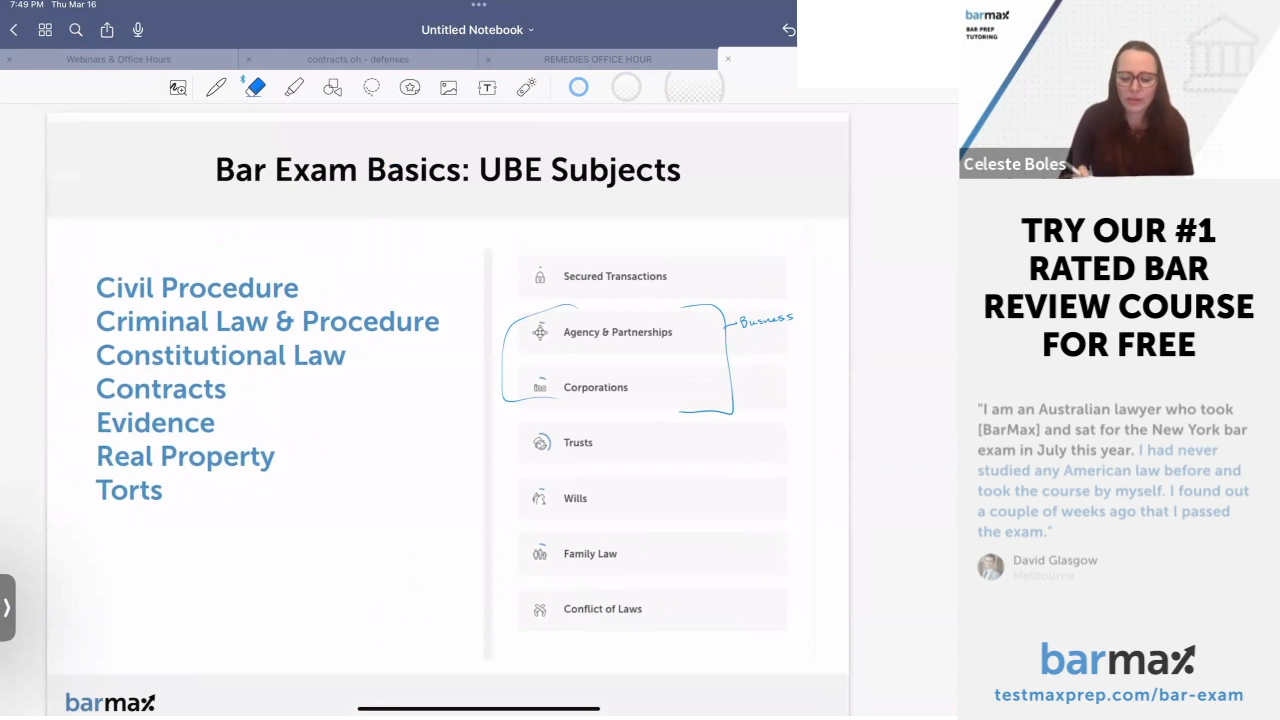 7:49 PM Thu Mar 16
Untitled Notebook
Webinars & Office Hours
contracts oh - defenses
REMEDIES OFFICE HOUR
Bar Exam Basics: UBE Subjects
Civil Procedure
Criminal Law & Procedure
Constitutional Law
Contracts
Evidence
Real Property
Torts
Secured Transactions
Agency & Partnerships
Busness
Inc
Corporations
Trusts
Wills
Family Law
Conflict of Laws
barmax
barmax
BAR PREP
TUTORING
Celeste Boles
TRY OUR #1
RATED BAR
REVIEW COURSE
FOR FREE
"I am an Australian lawyer who took
[BarMax] and sat for the New York bar
exam in July this year. I had never
studied any American law before and
took the course by myself. I found out
a couple of weeks ago that I passed
the exam."
David Glasgow
Melbourne
barmax
testmaxprep.com/bar-exam